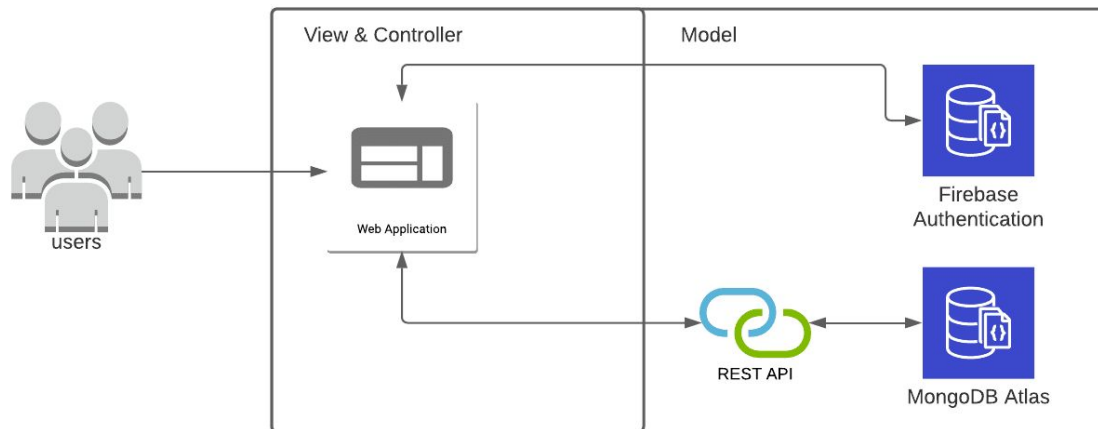 View & Controller
Model
users
Web Application
Firebase
Authentication
REST API
MongoDB Atlas